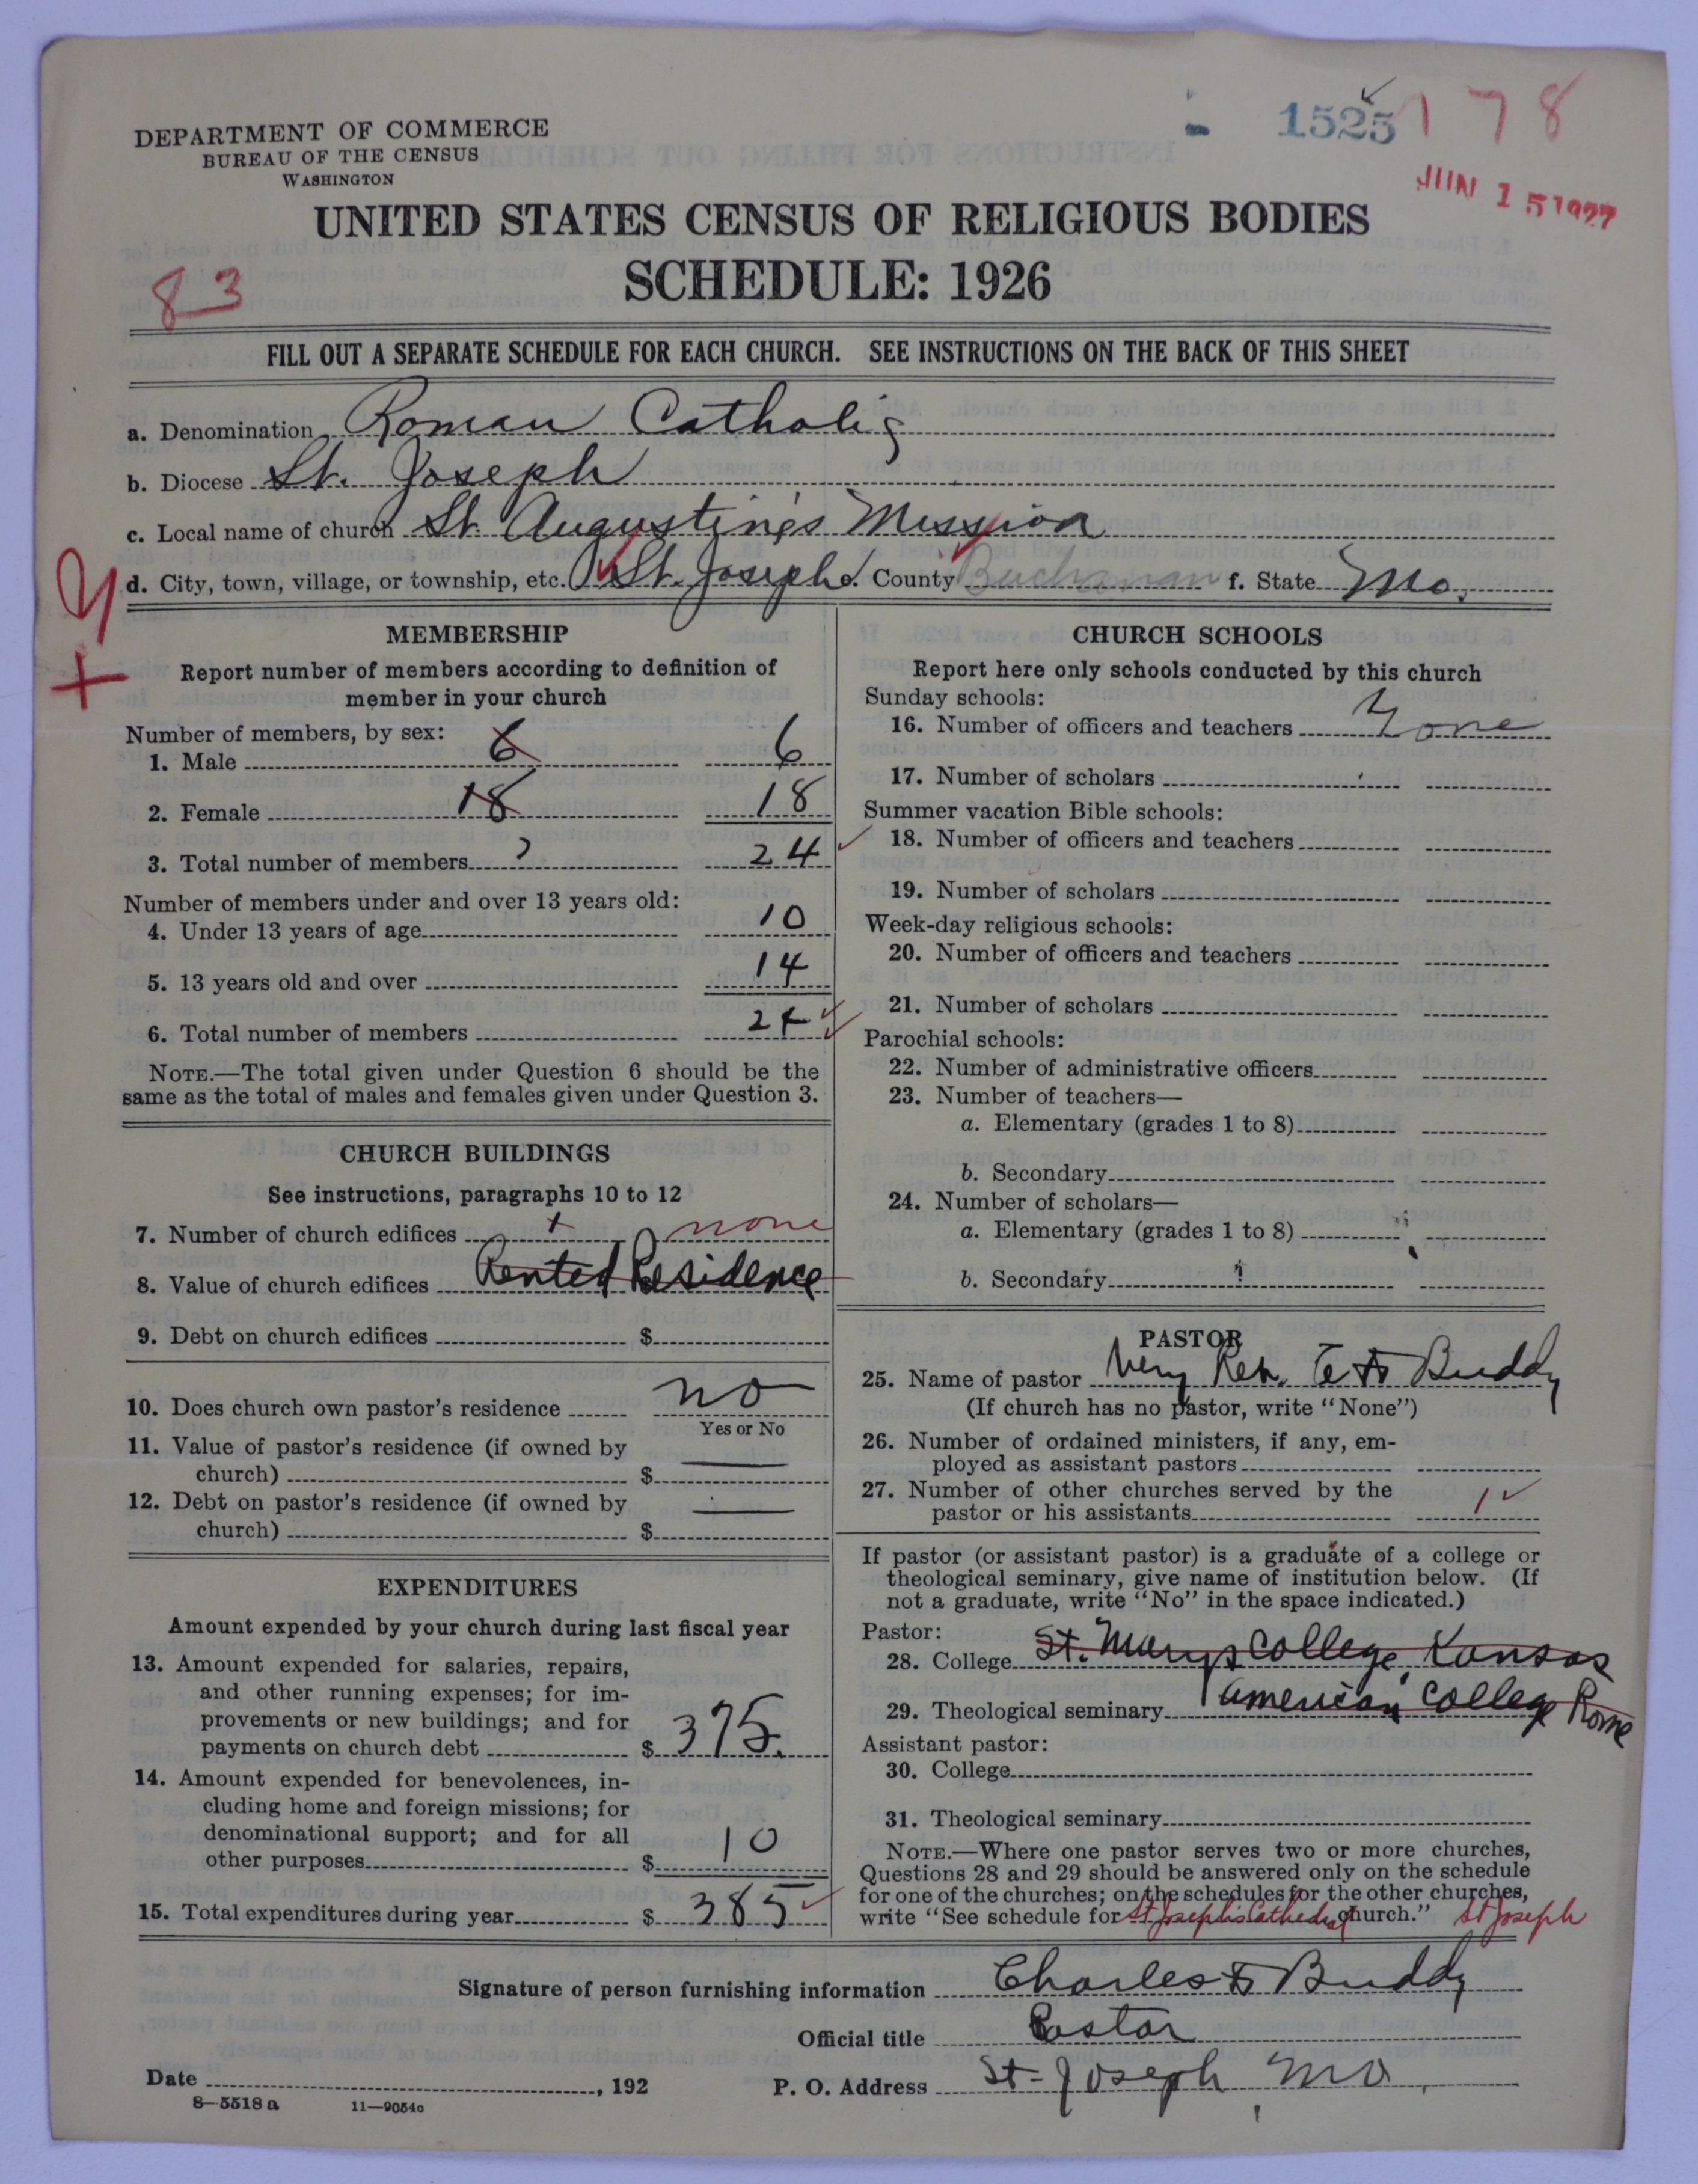 1525 178
JUN 15 1927
DEPARTMENT OF COMMERCE
BUREAU OF THE CENSUS
WASHINGTON
UNITED STATES CENSUS OF RELIGIOUS BODIES
SCHEDULE: 1926
83
FILL OUT A SEPARATE SCHEDULE FOR EACH CHURCH. SEE INSTRUCTIONS ON THE BACK OF THIS SHEET
a. Denomination Roman Catholic
b. Diocese St. Joseph
c. Local name of church St. Augustine's Mission
d. City, town, village, or township, etc. St. Joseph e. County Buchanan f. State Mo.
MEMBERSHIP
Report number of members according to definition of
member in your church
Number of members, by sex:
1. Male 6 6
2. Female 18 18
3. Total number of members ? 24
Number of members under and over 13 years old:
4. Under 13 years of age 10
5. 13 years old and over 14
6. Total number of members 24
NOTE.—The total given under Question 6 should be the
same as the total of males and females given under Question 3.
CHURCH BUILDINGS
See instructions, paragraphs 10 to 12
7. Number of church edifices none
8. Value of church edifices Rented Residence
9. Debt on church edifices $
10. Does church own pastor's residence no
Yes or No
11. Value of pastor's residence (if owned by
church) $ —
12. Debt on pastor's residence (if owned by
church) $ —
EXPENDITURES
Amount expended by your church during last fiscal year
13. Amount expended for salaries, repairs,
and other running expenses; for im-
provements or new buildings; and for
payments on church debt $ 375.
14. Amount expended for benevolences, in-
cluding home and foreign missions; for
denominational support; and for all
other purposes $ 10
15. Total expenditures during year $ 385
CHURCH SCHOOLS
Report here only schools conducted by this church
Sunday schools:
16. Number of officers and teachers None
17. Number of scholars
Summer vacation Bible schools:
18. Number of officers and teachers
19. Number of scholars
Week-day religious schools:
20. Number of officers and teachers
21. Number of scholars
Parochial schools:
22. Number of administrative officers
23. Number of teachers—
a. Elementary (grades 1 to 8)
b. Secondary
24. Number of scholars—
a. Elementary (grades 1 to 8)
b. Secondary
PASTOR
25. Name of pastor Very Rev. Buddy
(If church has no pastor, write "None")
26. Number of ordained ministers, if any, em-
ployed as assistant pastors
27. Number of other churches served by the
pastor or his assistants 1
If pastor (or assistant pastor) is a graduate of a college or
theological seminary, give name of institution below. (If
not a graduate, write "No" in the space indicated.)
Pastor:
28. College St. Marys College, Kansas
29. Theological seminary American College Rome
Assistant pastor:
30. College
31. Theological seminary
NOTE.—Where one pastor serves two or more churches,
Questions 28 and 29 should be answered only on the schedule
for one of the churches; on the schedules for the other churches,
write "See schedule for St Joseph's Cathedral church." St Joseph
Signature of person furnishing information Charles F Buddy
Official title Pastor
Date , 192 P. O. Address St. Joseph, Mo.
8—5518 a 11—9054c